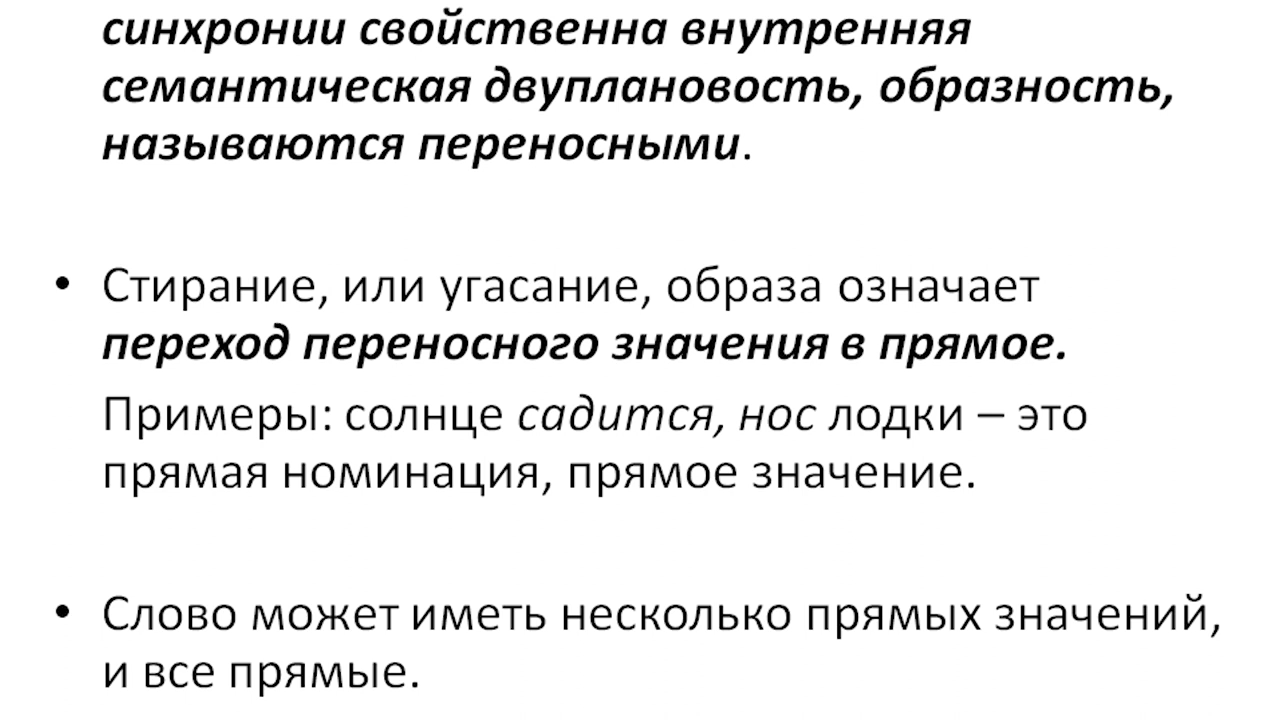 синхронии свойственна внутренняя
семантическая двуплановость, образность,
называются переносными.
• Стирание, или угасание, образа означает
переход переносного значения в прямое.
Примеры: солнце садится, нос лодки – это
прямая номинация, прямое значение.
• Слово может иметь несколько прямых значений,
и все прямые.